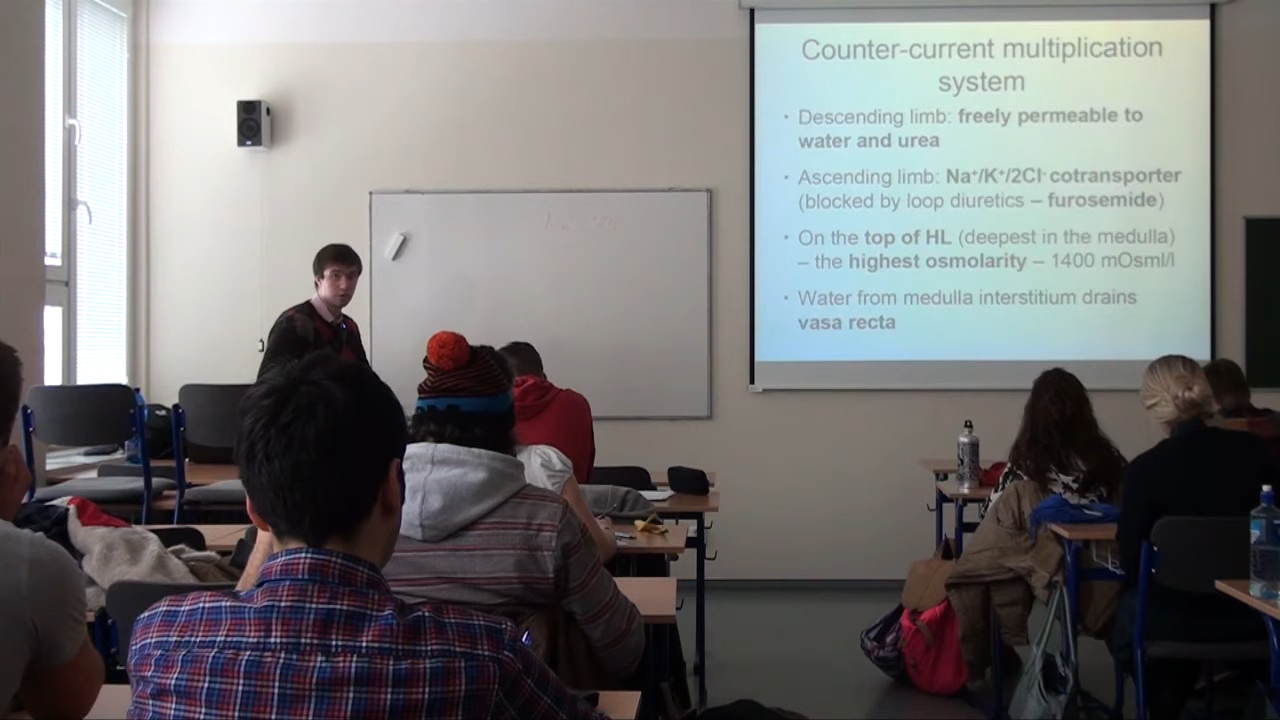 Counter-current multiplication
system
• Descending limb: freely permeable to
water and urea
• Ascending limb: Na⁺/K⁺/2Cl⁻ cotransporter
(blocked by loop diuretics – furosemide)
• On the top of HL (deepest in the medulla)
– the highest osmolarity – 1400 mOsml/l
• Water from medulla interstitium drains
vasa recta